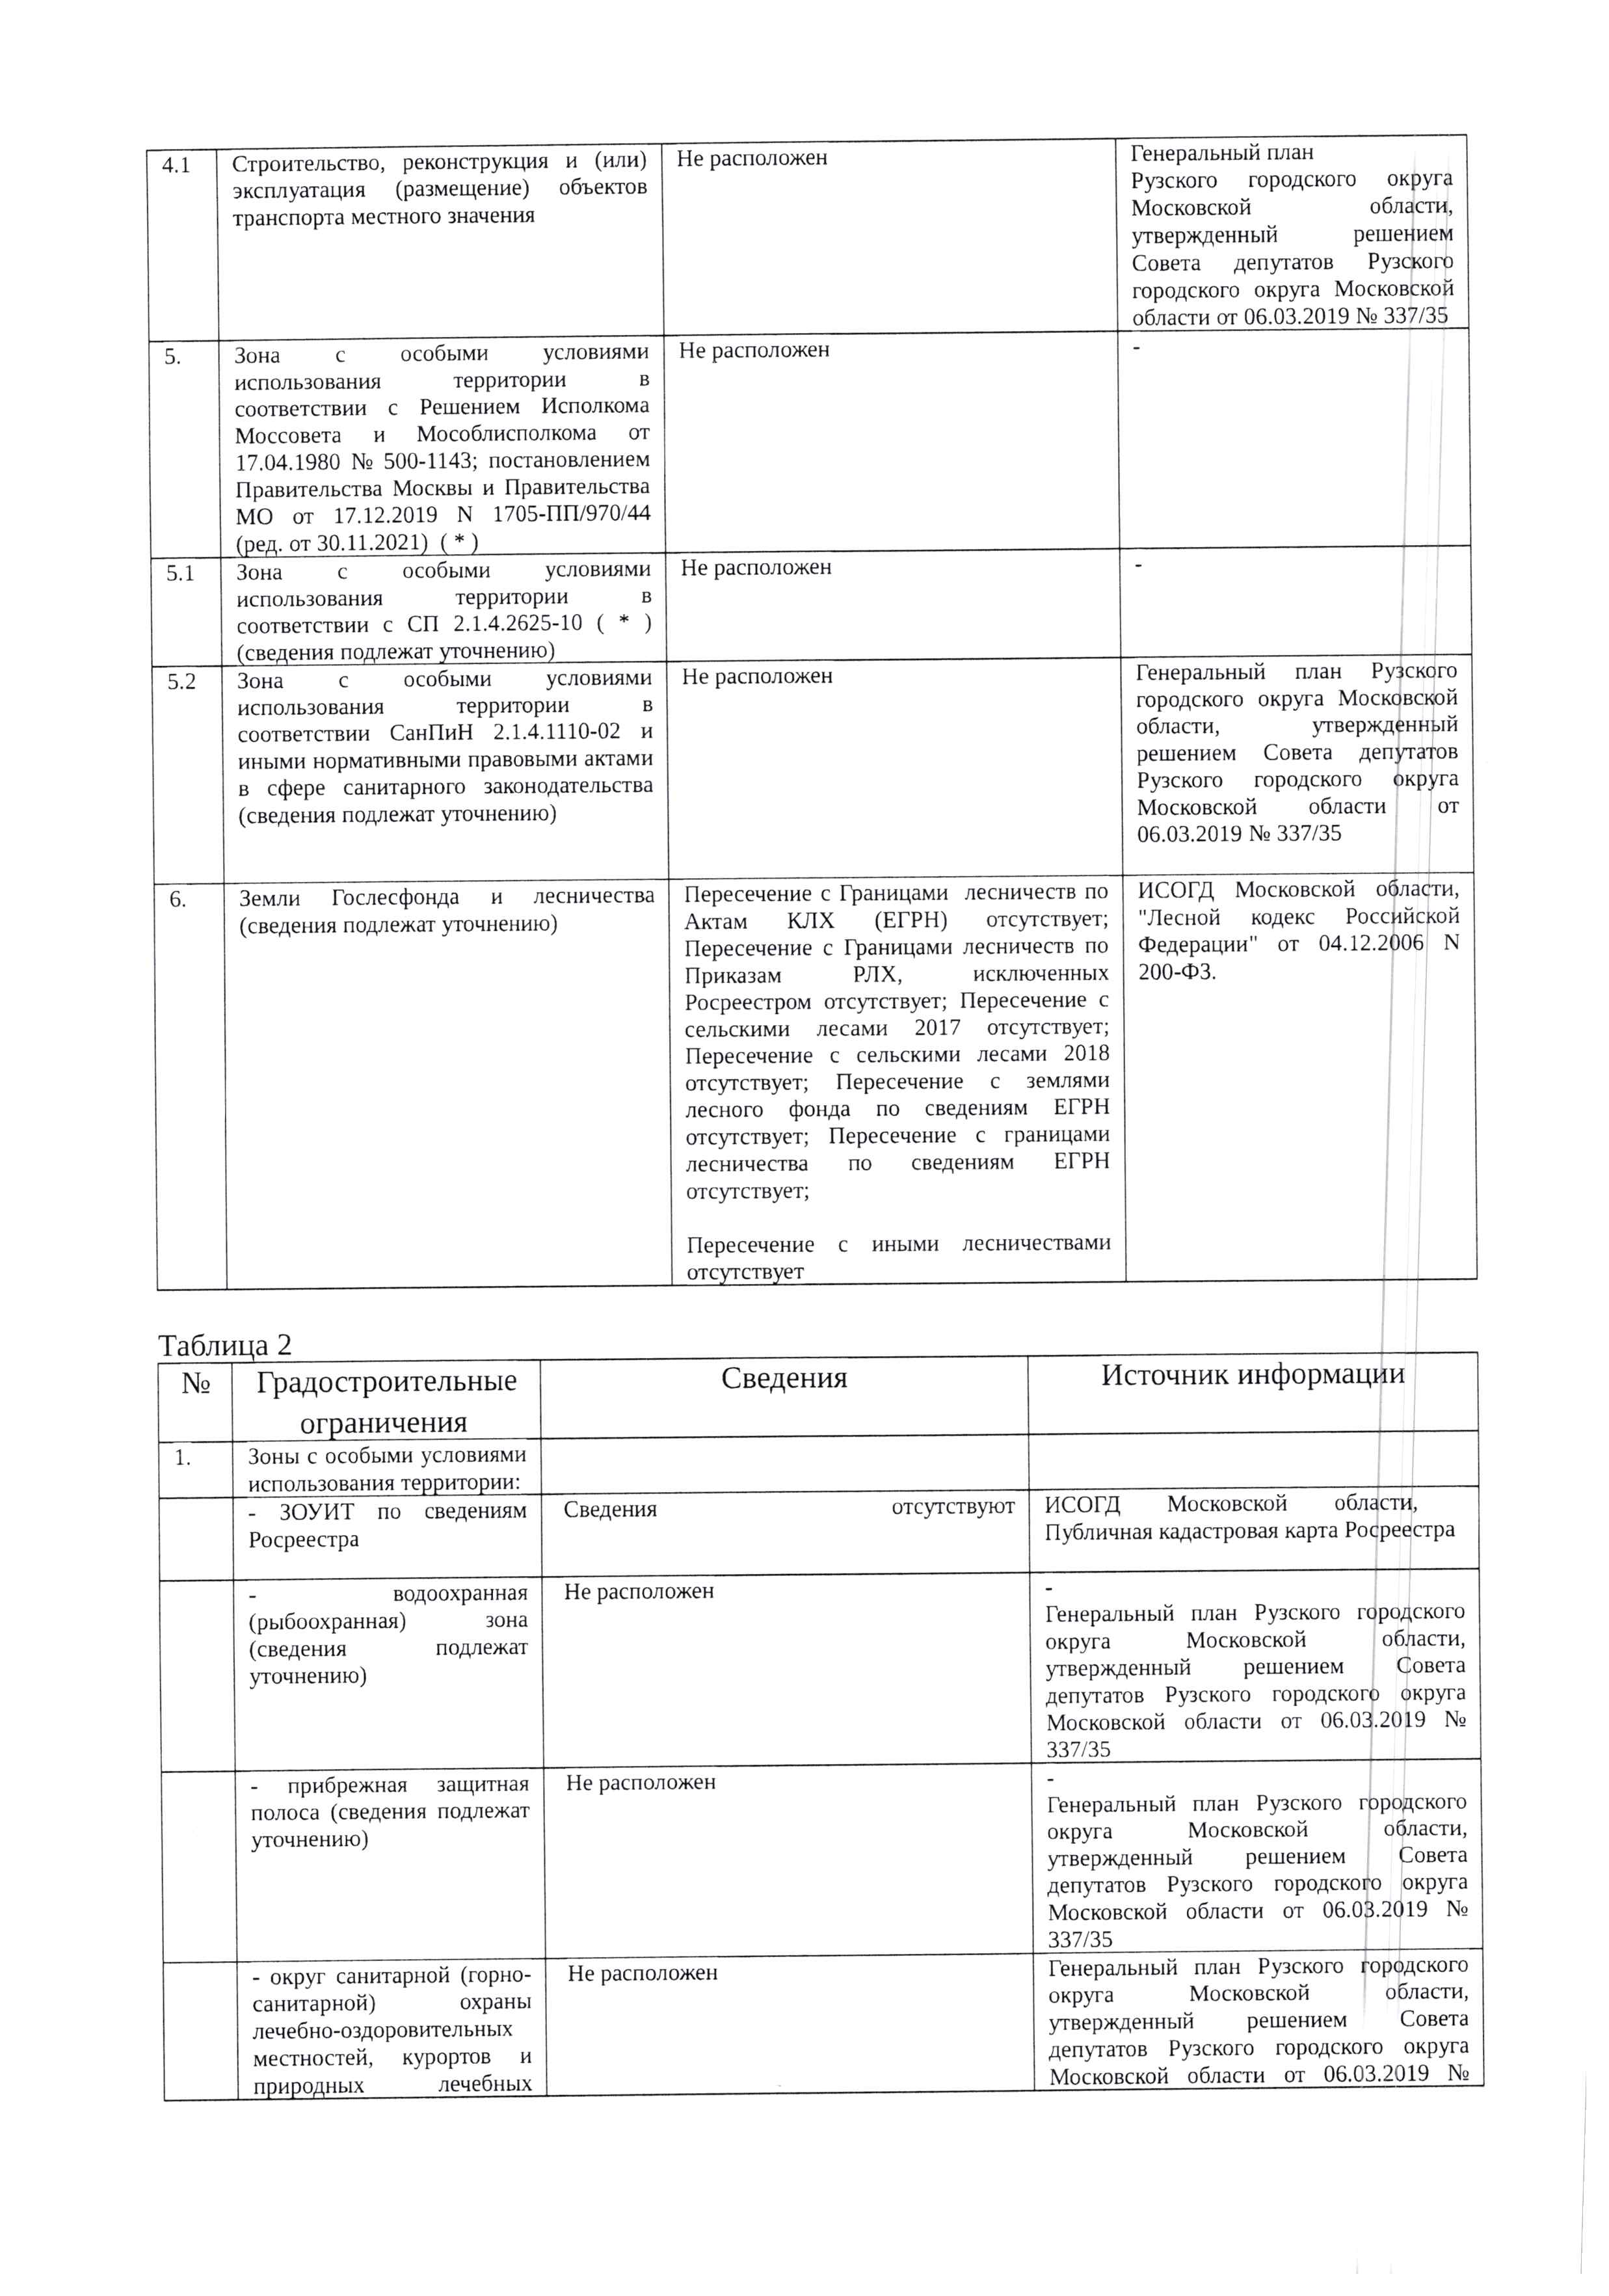 4.1
Строительство, реконструкция и (или)
эксплуатация (размещение) объектов
транспорта местного значения
Не расположен
Генеральный план
Рузского городского округа
Московской области,
утвержденный решением
Совета депутатов Рузского
городского округа Московской
области от 06.03.2019 № 337/35
5.
Зона с особыми условиями
использования территории в
соответствии с Решением Исполкома
Моссовета и Мособлисполкома от
17.04.1980 № 500-1143; постановлением
Правительства Москвы и Правительства
МО от 17.12.2019 N 1705-ПП/970/44
(ред. от 30.11.2021) ( * )
Не расположен
-
5.1
Зона с особыми условиями
использования территории в
соответствии с СП 2.1.4.2625-10 ( * )
(сведения подлежат уточнению)
Не расположен
-
5.2
Зона с особыми условиями
использования территории в
соответствии СанПиН 2.1.4.1110-02 и
иными нормативными правовыми актами
в сфере санитарного законодательства
(сведения подлежат уточнению)
Не расположен
Генеральный план Рузского
городского округа Московской
области, утвержденный
решением Совета депутатов
Рузского городского округа
Московской области от
06.03.2019 № 337/35
6.
Земли Гослесфонда и лесничества
(сведения подлежат уточнению)
Пересечение с Границами лесничеств по
Актам КЛХ (ЕГРН) отсутствует;
Пересечение с Границами лесничеств по
Приказам РЛХ, исключенных
Росреестром отсутствует; Пересечение с
сельскими лесами 2017 отсутствует;
Пересечение с сельскими лесами 2018
отсутствует; Пересечение с землями
лесного фонда по сведениям ЕГРН
отсутствует; Пересечение с границами
лесничества по сведениям ЕГРН
отсутствует;
Пересечение с иными лесничествами
отсутствует
ИСОГД Московской области,
"Лесной кодекс Российской
Федерации" от 04.12.2006 N
200-ФЗ.
Таблица 2
№
Градостроительные
ограничения
Сведения
Источник информации
1.
Зоны с особыми условиями
использования территории:
- ЗОУИТ по сведениям
Росреестра
Сведения отсутствуют
ИСОГД Московской области,
Публичная кадастровая карта Росреестра
- водоохранная
(рыбоохранная) зона
(сведения подлежат
уточнению)
Не расположен
-
Генеральный план Рузского городского
округа Московской области,
утвержденный решением Совета
депутатов Рузского городского округа
Московской области от 06.03.2019 №
337/35
- прибрежная защитная
полоса (сведения подлежат
уточнению)
Не расположен
-
Генеральный план Рузского городского
округа Московской области,
утвержденный решением Совета
депутатов Рузского городского округа
Московской области от 06.03.2019 №
337/35
- округ санитарной (горно-
санитарной) охраны
лечебно-оздоровительных
местностей, курортов и
природных лечебных
Не расположен
Генеральный план Рузского городского
округа Московской области,
утвержденный решением Совета
депутатов Рузского городского округа
Московской области от 06.03.2019 №